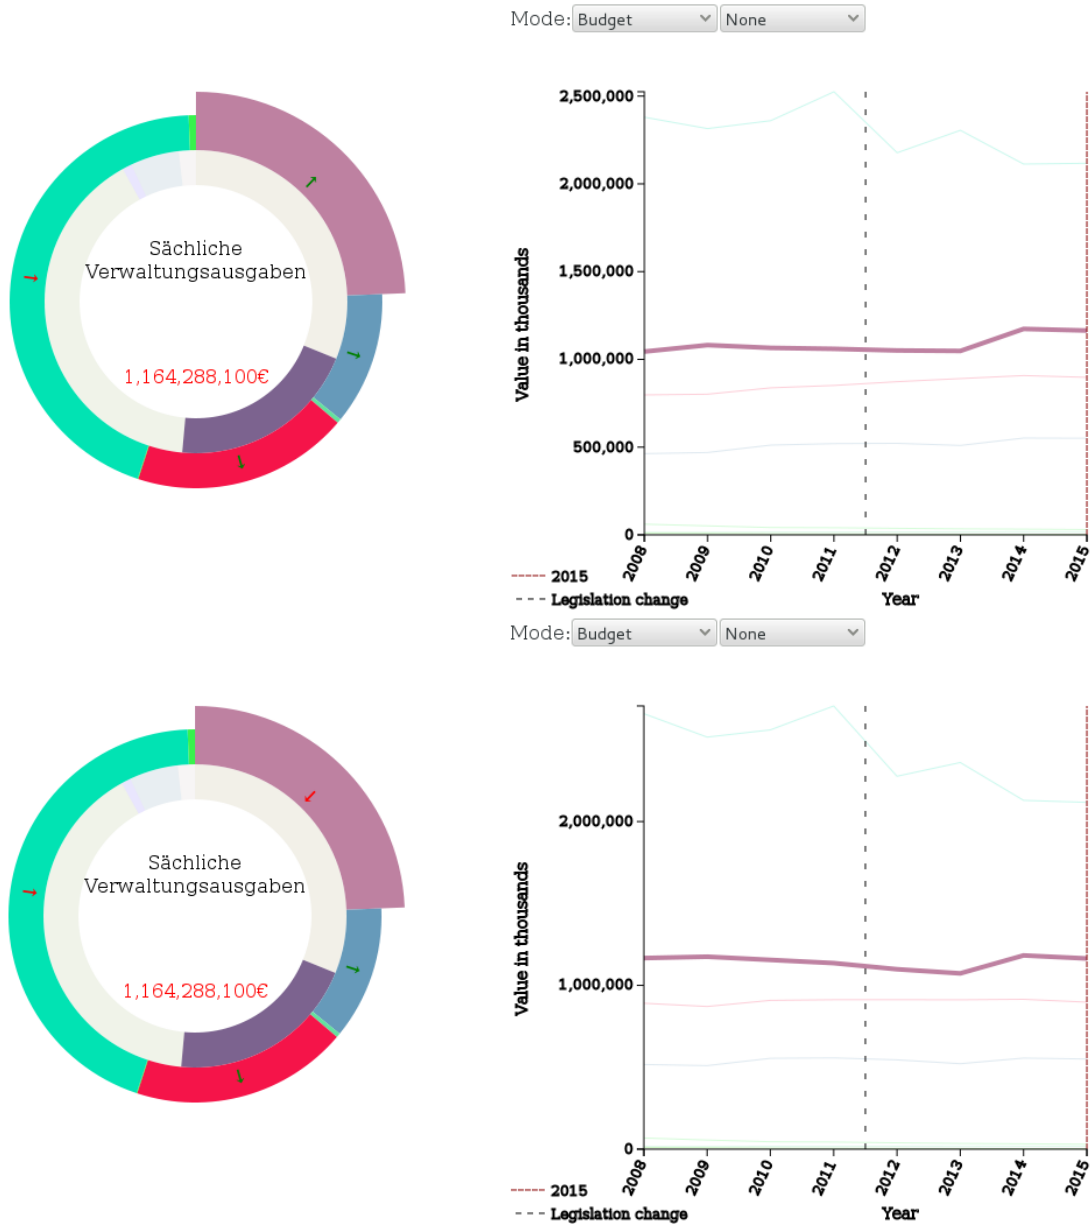 Mode: Budget None
Sächliche
Verwaltungsausgaben
1,164,288,100€
Value in thousands
2,500,000
2,000,000
1,500,000
1,000,000
500,000
0
2008 2009 2010 2011 2012 2013 2014 2015
Year
2015
Legislation change
Mode: Budget None
Sächliche
Verwaltungsausgaben
1,164,288,100€
Value in thousands
2,000,000
1,000,000
0
2008 2009 2010 2011 2012 2013 2014 2015
Year
2015
Legislation change